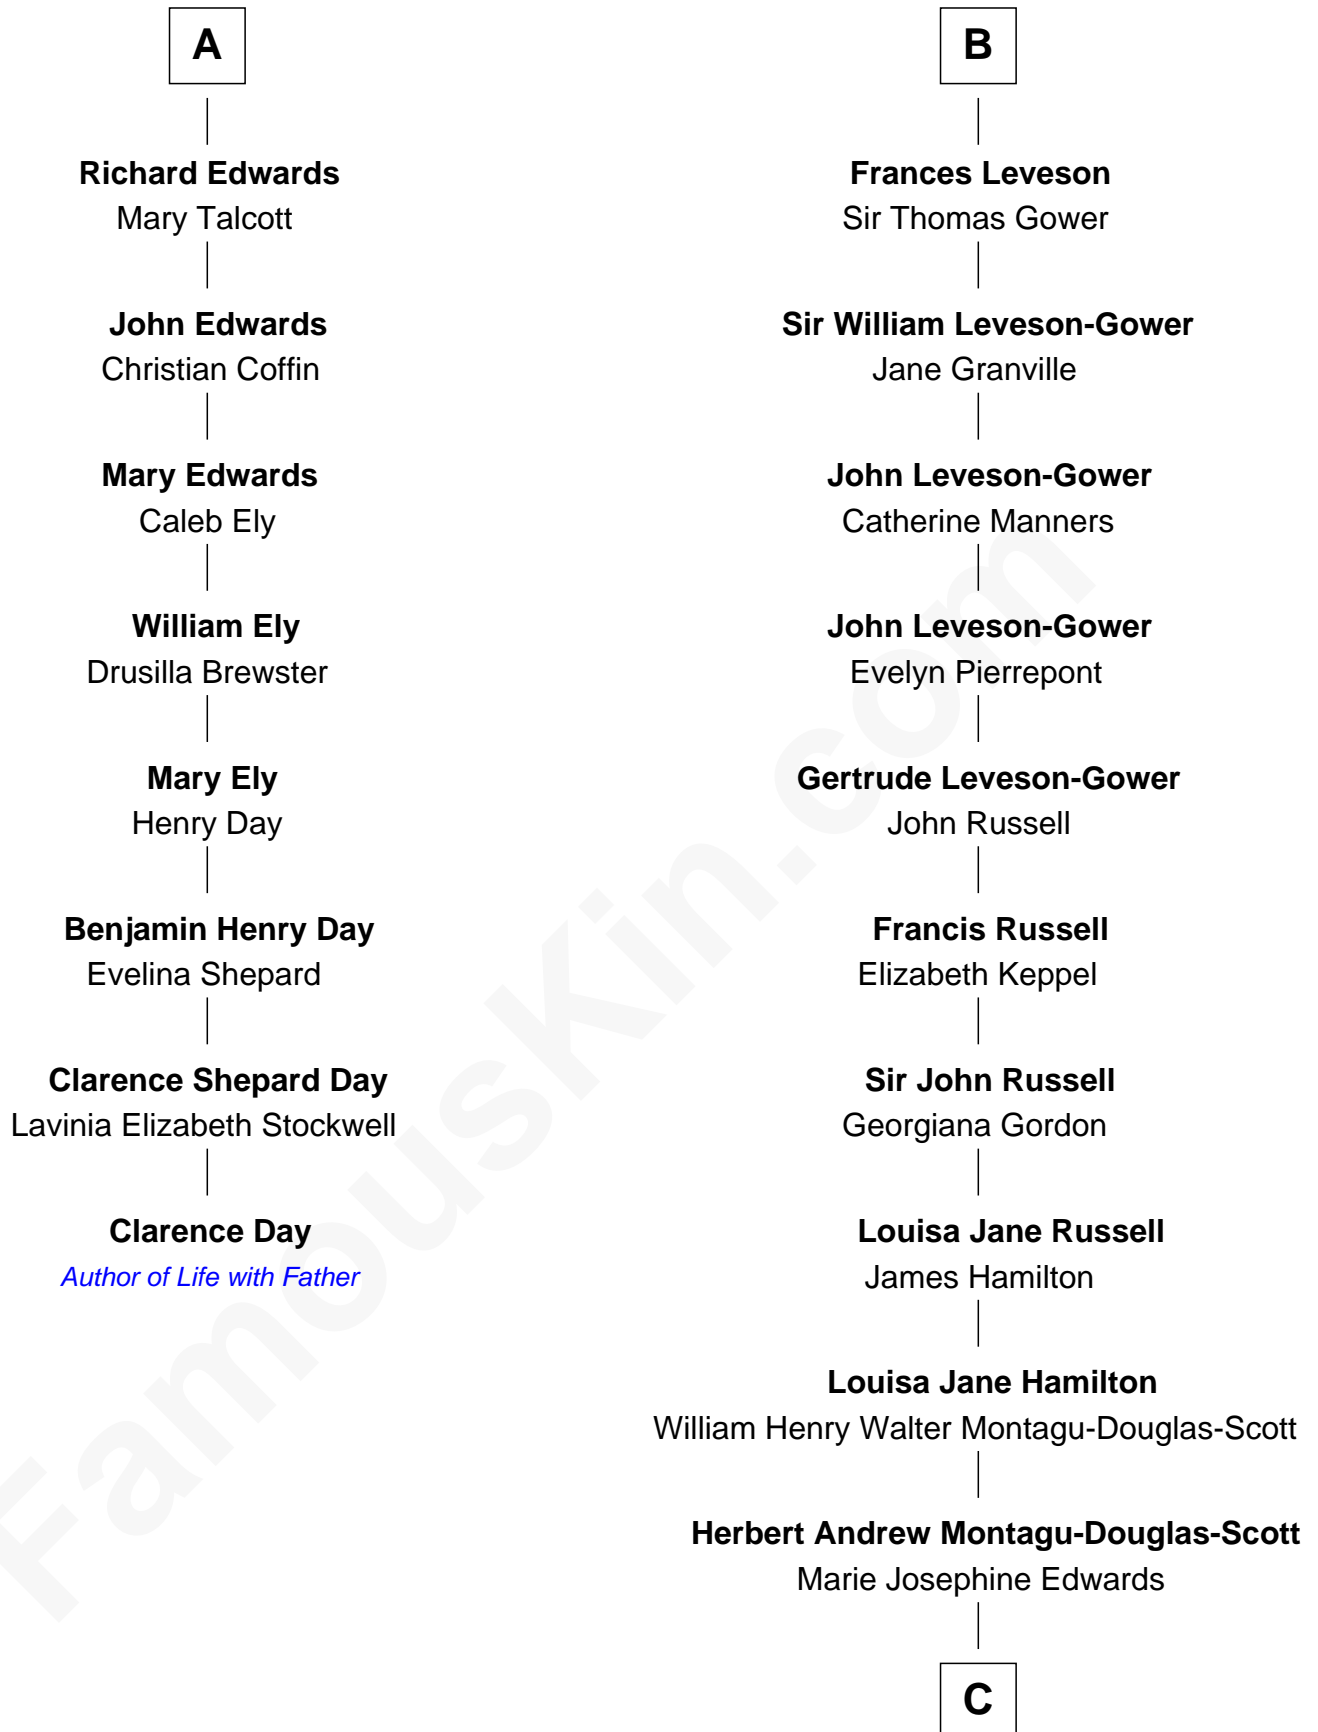 A
Richard Edwards
Mary Talcott
John Edwards
Christian Coffin
Mary Edwards
Caleb Ely
William Ely
Drusilla Brewster
Mary Ely
Henry Day
Benjamin Henry Day
Evelina Shepard
Clarence Shepard Day
Lavinia Elizabeth Stockwell
Clarence Day
Author of Life with Father
B
Frances Leveson
Sir Thomas Gower
Sir William Leveson-Gower
Jane Granville
John Leveson-Gower
Catherine Manners
John Leveson-Gower
Evelyn Pierrepont
Gertrude Leveson-Gower
John Russell
Francis Russell
Elizabeth Keppel
Sir John Russell
Georgiana Gordon
Louisa Jane Russell
James Hamilton
Louisa Jane Hamilton
William Henry Walter Montagu-Douglas-Scott
Herbert Andrew Montagu-Douglas-Scott
Marie Josephine Edwards
C
FamousKin.com